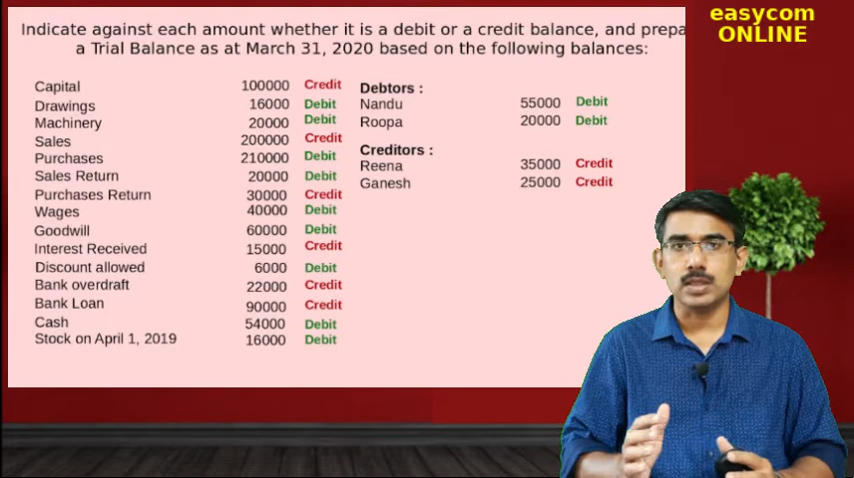 Indicate against each amount whether it is a debit or a credit balance, and prepa
a Trial Balance as at March 31, 2020 based on the following balances:
easycom
ONLINE
Capital 100000 Credit
Drawings 16000 Debit
Machinery 20000 Debit
Sales 200000 Credit
Purchases 210000 Debit
Sales Return 20000 Debit
Purchases Return 30000 Credit
Wages 40000 Debit
Goodwill 60000 Debit
Interest Received 15000 Credit
Discount allowed 6000 Debit
Bank overdraft 22000 Credit
Bank Loan 90000 Credit
Cash 54000 Debit
Stock on April 1, 2019 16000 Debit
Debtors :
Nandu 55000 Debit
Roopa 20000 Debit
Creditors :
Reena 35000 Credit
Ganesh 25000 Credit